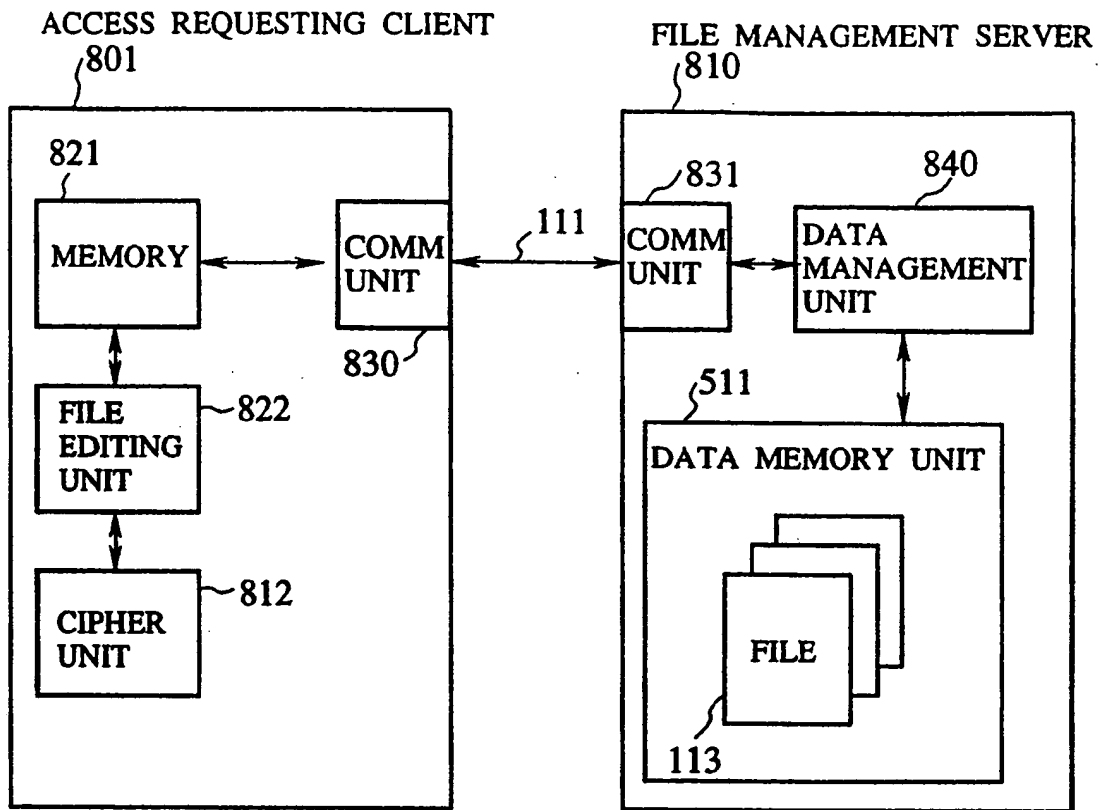 ACCESS REQUESTING CLIENT
801
FILE MANAGEMENT SERVER
810
821
MEMORY
COMM
UNIT
830
111
831
COMM
UNIT
840
DATA
MANAGEMENT
UNIT
822
FILE
EDITING
UNIT
812
CIPHER
UNIT
511
DATA MEMORY UNIT
FILE
113